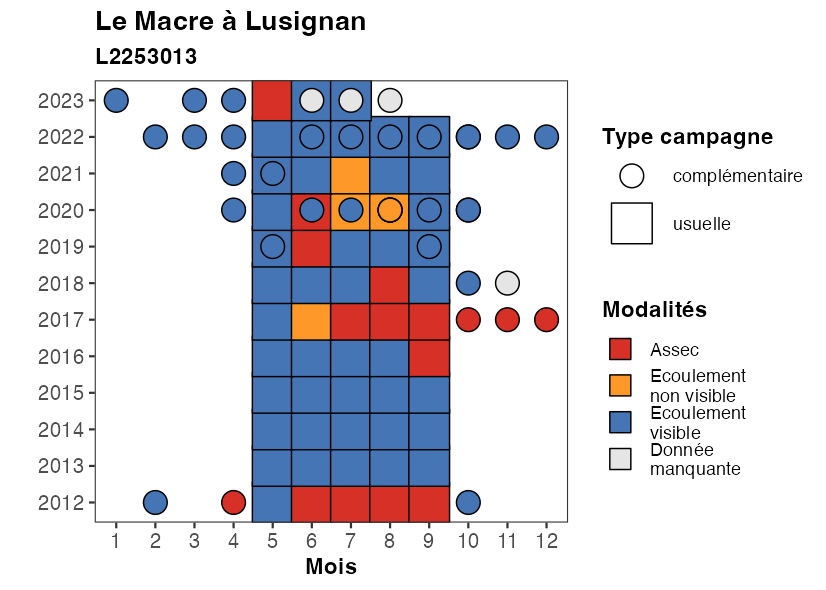 Le Macre à Lusignan
L2253013
2023
2022
2021
2020
2019
2018
2017
2016
2015
2014
2013
2012
1 2 3 4 5 6 7 8 9 10 11 12
Mois
Type campagne
complémentaire
usuelle
Modalités
Assec
Ecoulement
non visible
Ecoulement
visible
Donnée
manquante